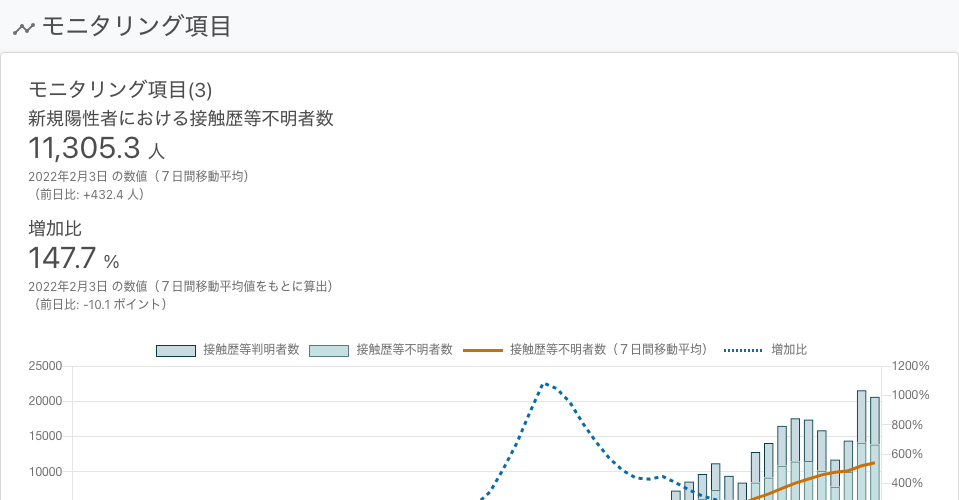 モニタリング項目
モニタリング項目(3)
新規陽性者における接触歴等不明者数
11,305.3 人
2022年2月3日 の数値（７日間移動平均）
（前日比: +432.4 人）
増加比
147.7 %
2022年2月3日 の数値（７日間移動平均値をもとに算出）
（前日比: -10.1 ポイント）
接触歴等判明者数 接触歴等不明者数 接触歴等不明者数（７日間移動平均） 増加比
25000 1200%
20000 1000%
15000 800%
10000 600%
400%